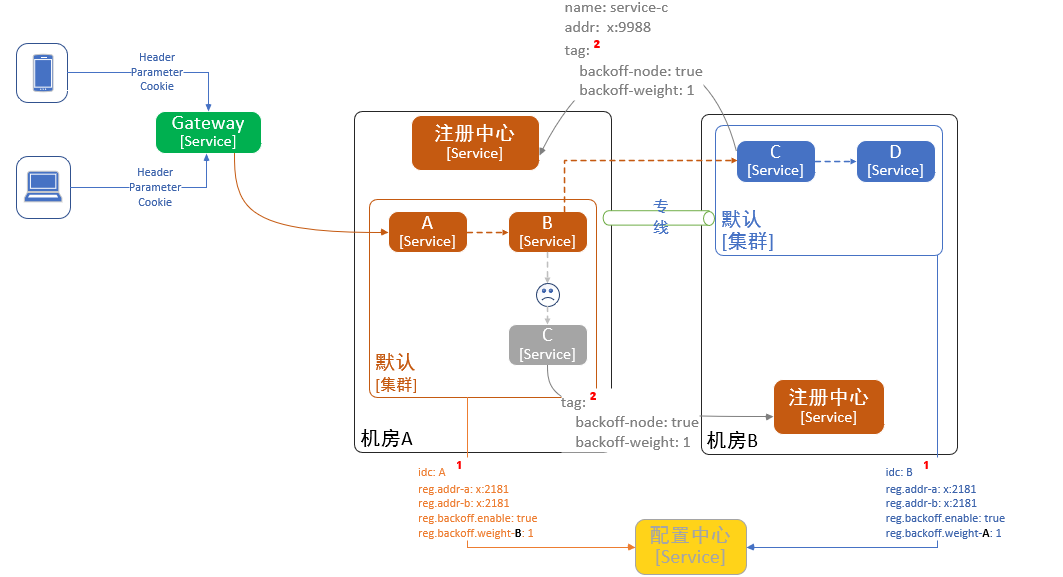 name: service-c
addr: x:9988
tag: 2
backoff-node: true
backoff-weight: 1
Header
Parameter
Cookie
Gateway
[Service]
Header
Parameter
Cookie
注册中心
[Service]
A
[Service]
B
[Service]
C
[Service]
默认
[集群]
机房A
专
线
C
[Service]
D
[Service]
默认
[集群]
注册中心
[Service]
机房B
tag: 2
backoff-node: true
backoff-weight: 1
1
idc: A
reg.addr-a: x:2181
reg.addr-b: x:2181
reg.backoff.enable: true
reg.backoff.weight-B: 1
1
idc: B
reg.addr-a: x:2181
reg.addr-b: x:2181
reg.backoff.enable: true
reg.backoff.weight-A: 1
配置中心
[Service]